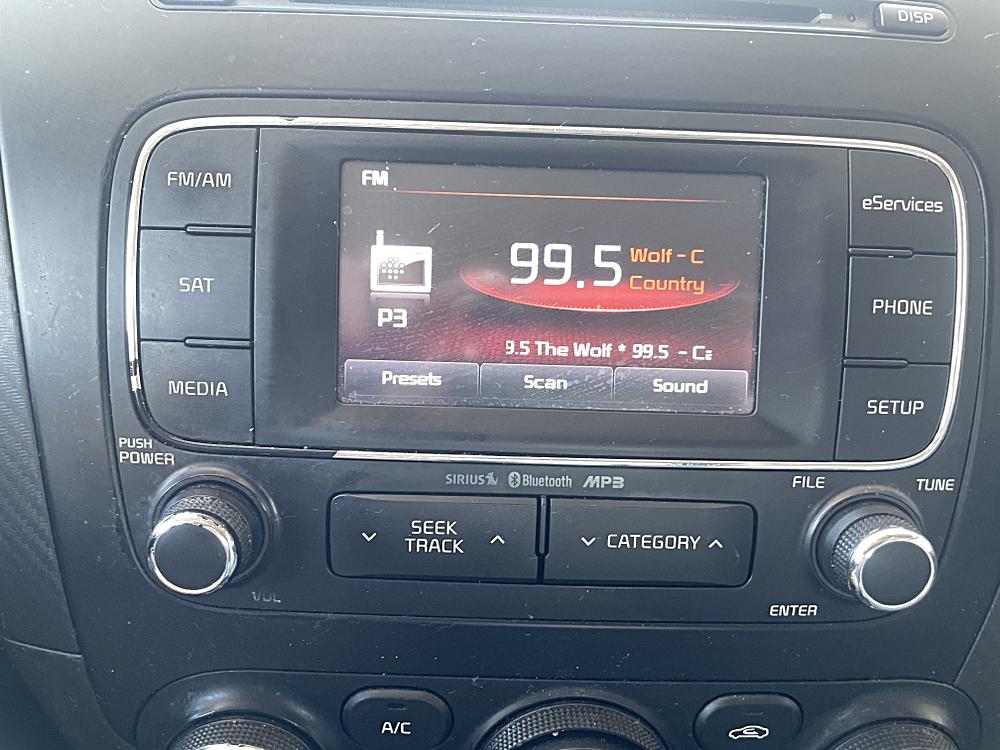 DISP
FM/AM
SAT
MEDIA
FM
99.5
Wolf - C
Country
P3
9.5 The Wolf * 99.5 - C
Presets Scan Sound
eServices
PHONE
SETUP
PUSH
POWER
VOL
SIRIUS Bluetooth MP3
SEEK
TRACK
CATEGORY
FILE
TUNE
ENTER
A/C